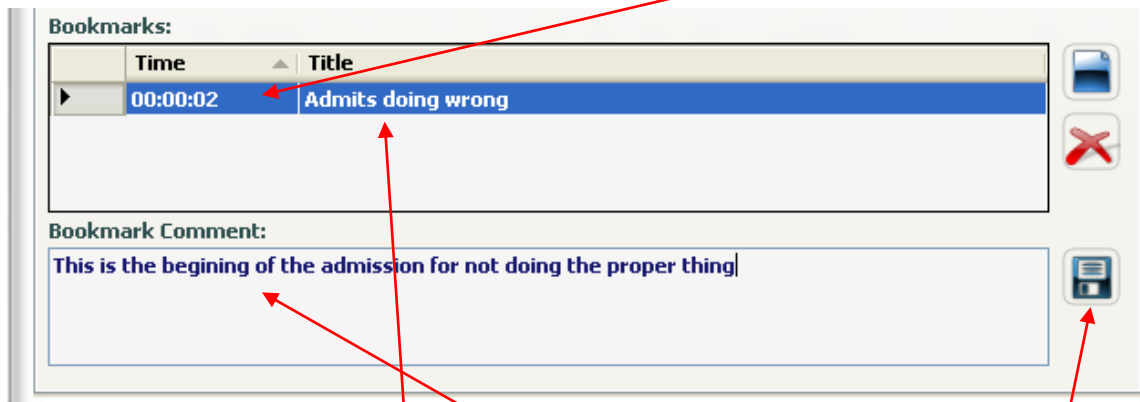 Bookmarks:
Time Title
00:00:02 Admits doing wrong
Bookmark Comment:
This is the begining of the admission for not doing the proper thing